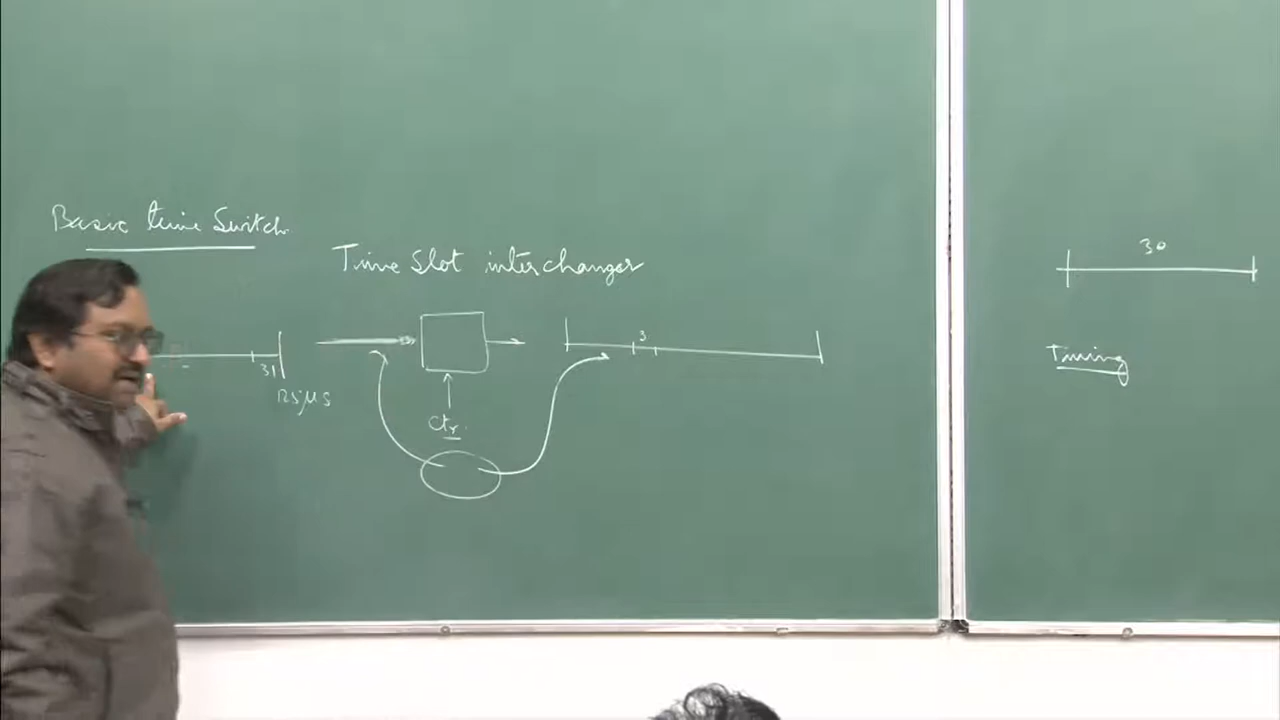 Basic time Switch.
Time Slot interchanger
31
125μs
3
Ctr.
30
Timing